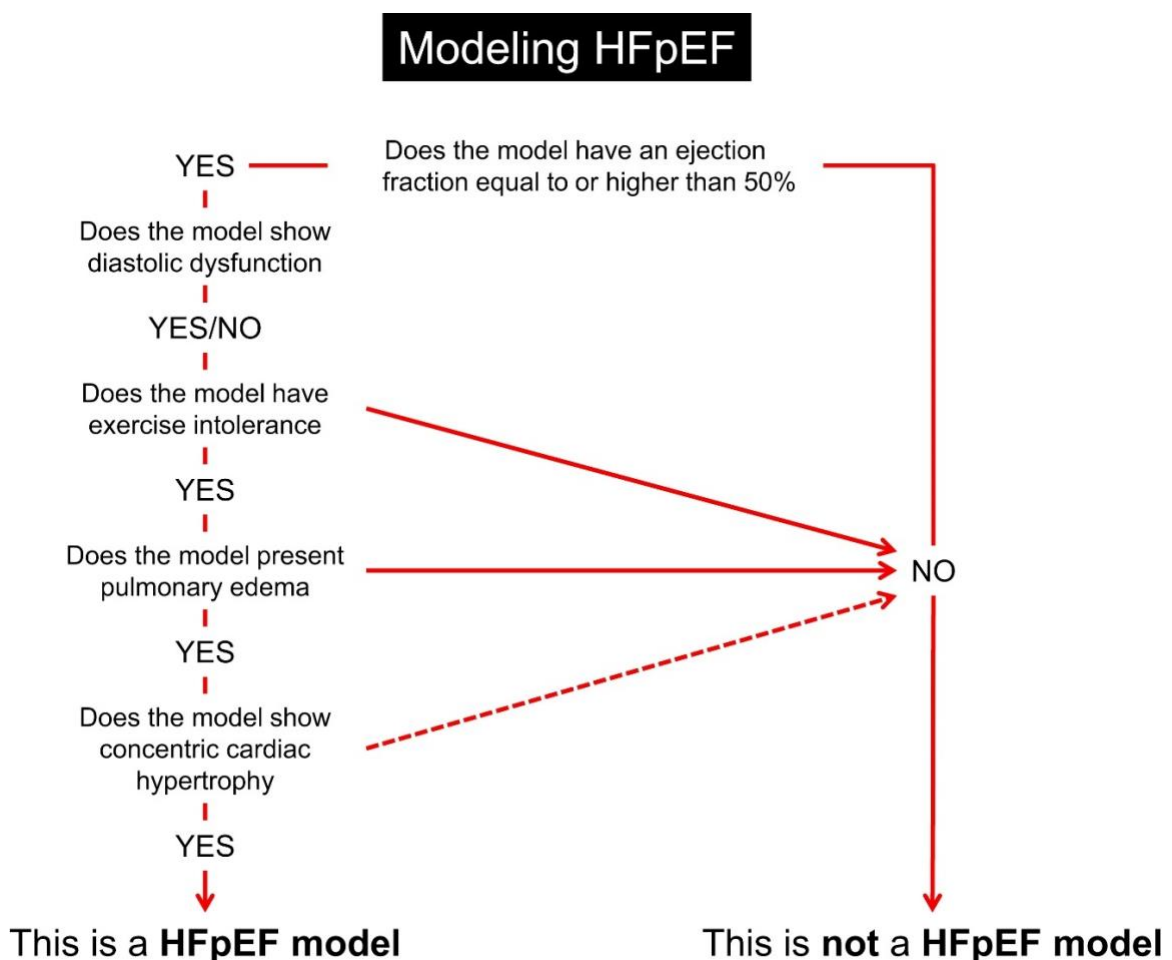 Modeling HFpEF
YES
Does the model have an ejection
fraction equal to or higher than 50%
Does the model show
diastolic dysfunction
YES/NO
Does the model have
exercise intolerance
YES
Does the model present
pulmonary edema
NO
YES
Does the model show
concentric cardiac
hypertrophy
YES
This is a HFpEF model
This is not a HFpEF model